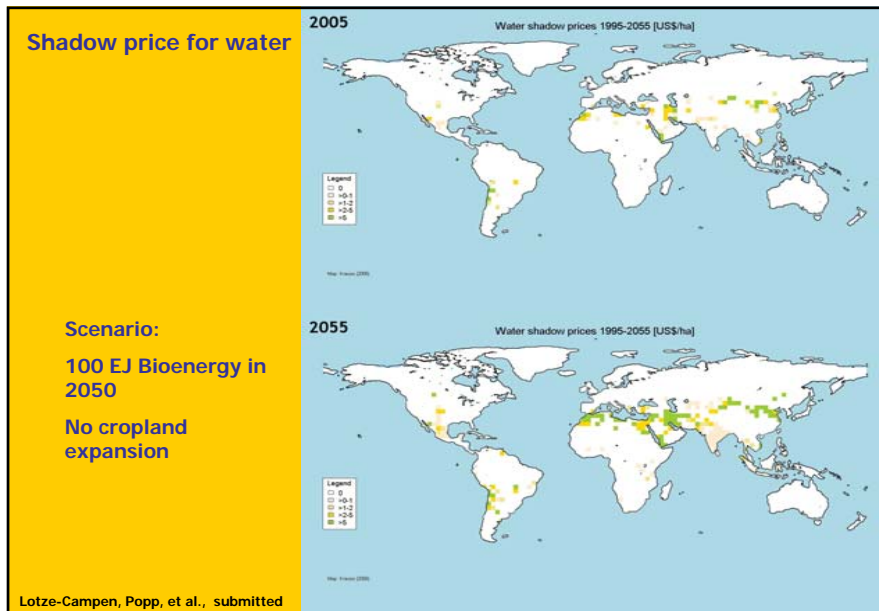 Shadow price for water
Scenario:
100 EJ Bioenergy in
2050
No cropland
expansion
Lotze-Campen, Popp, et al., submitted
2005
Water shadow prices 1995-2055 [US$/ha]
Legend
0
>0-1
>1-2
>2-5
>5
2055
Water shadow prices 1995-2055 [US$/ha]
Legend
0
>0-1
>1-2
>2-5
>5